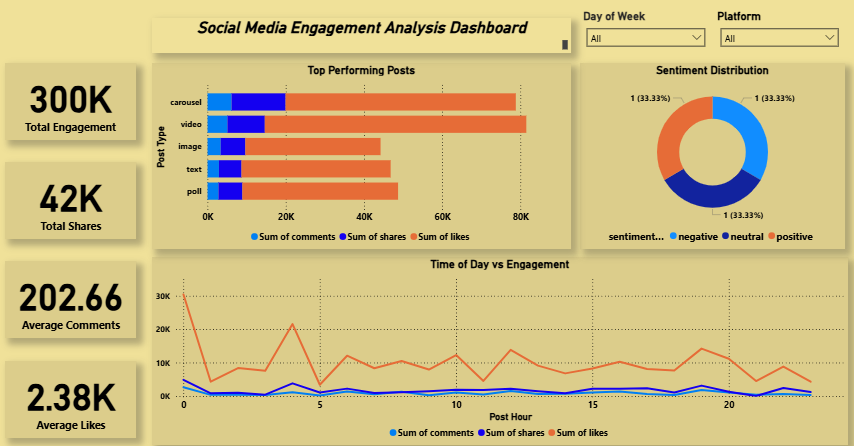 Social Media Engagement Analysis Dashboard
Day of Week
All
Platform
All
300K
Total Engagement
42K
Total Shares
202.66
Average Comments
2.38K
Average Likes
Top Performing Posts
Post Type
carousel
video
image
text
poll
0K 20K 40K 60K 80K
Sum of comments Sum of shares Sum of likes
Sentiment Distribution
1 (33.33%) 1 (33.33%)
1 (33.33%)
sentiment... negative neutral positive
Time of Day vs Engagement
30K
20K
10K
0K
0 5 10 15 20
Post Hour
Sum of comments Sum of shares Sum of likes